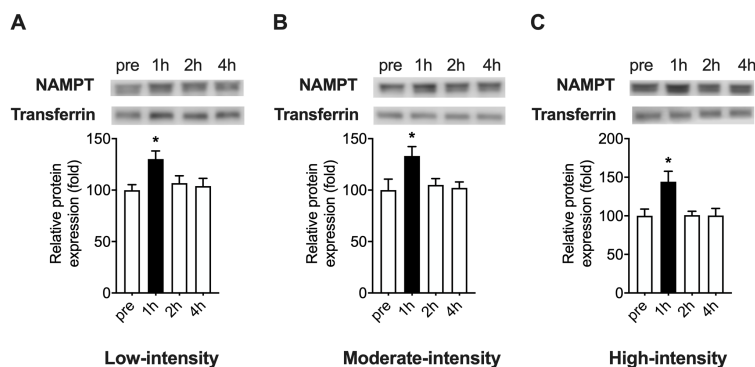 A
pre 1h 2h 4h
NAMPT
Transferrin
Relative protein
expression (fold)
150
100
50
0
*
pre 1h 2h 4h
Low-intensity
B
pre 1h 2h 4h
NAMPT
Transferrin
Relative protein
expression (fold)
150
100
50
0
*
pre 1h 2h 4h
Moderate-intensity
C
pre 1h 2h 4h
NAMPT
Transferrin
Relative protein
expression (fold)
200
150
100
50
0
*
pre 1h 2h 4h
High-intensity